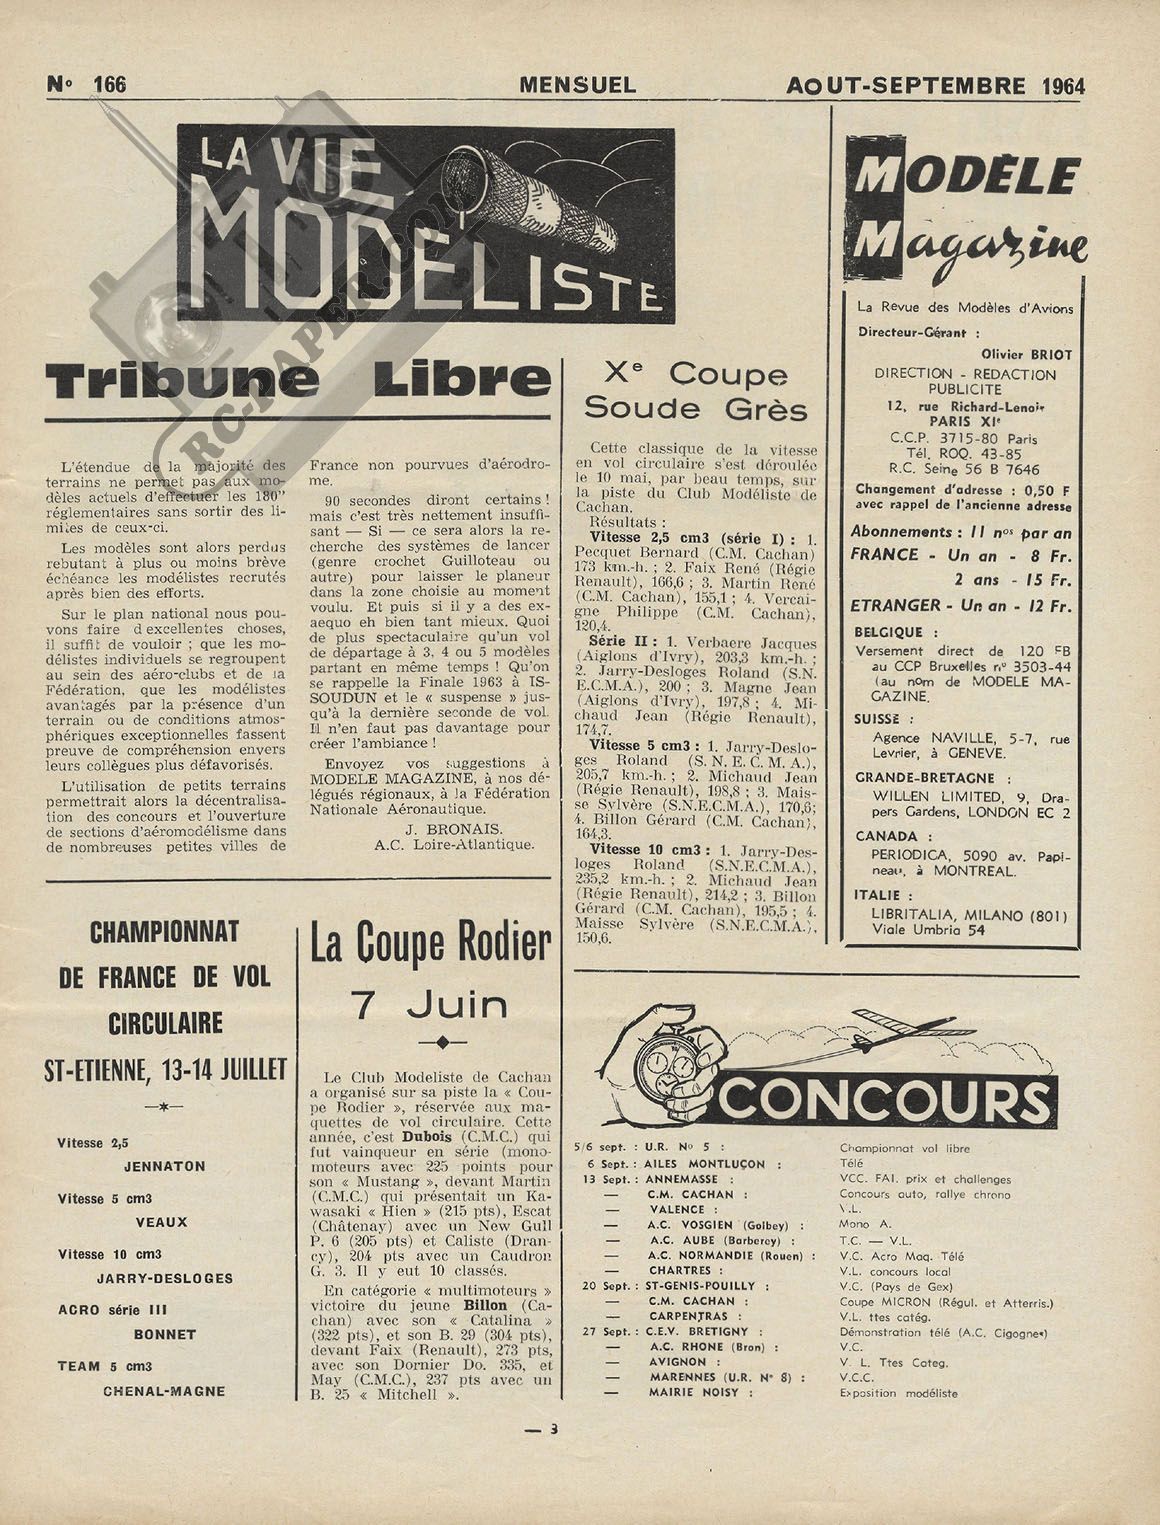 N° 166 MENSUEL AOUT-SEPTEMBRE 1964
LA VIE
MODELISTE
RC-PAPER.COM
Tribune Libre
L'étendue de la majorité des
terrains ne permet pas aux mo-
dèles actuels d'effectuer les 180"
réglementaires sans sortir des li-
mites de ceux-ci.
Les modèles sont alors perdus
rebutant à plus ou moins brève
échéance les modélistes recrutés
après bien des efforts.
Sur le plan national nous pou-
vons faire d excellentes choses,
il suffit de vouloir ; que les mo-
délistes individuels se regroupent
au sein des aéro-clubs et de la
Fédération, que les modélistes
avantagés par la présence d'un
terrain ou de conditions atmos-
phériques exceptionnelles fassent
preuve de compréhension envers
leurs collègues plus défavorisés.
L'utilisation de petits terrains
permettrait alors la décentralisa-
tion des concours et l'ouverture
de sections d'aéromodélisme dans
de nombreuses petites villes de
France non pourvues d'aérodro-
me.
90 secondes diront certains !
mais c'est très nettement insuffi-
sant — Si — ce sera alors la re-
cherche des systèmes de lancer
(genre crochet Guilloteau ou
autre) pour laisser le planeur
dans la zone choisie au moment
voulu. Et puis si il y a des ex-
aequo eh bien tant mieux. Quoi
de plus spectaculaire qu'un vol
de départage à 3, 4 ou 5 modèles
partant en même temps ! Qu'on
se rappelle la Finale 1963 à IS-
SOUDUN et le « suspense » jus-
qu'à la dernière seconde de vol.
Il n'en faut pas davantage pour
créer l'ambiance !
Envoyez vos suggestions à
MODELE MAGAZINE, à nos dé-
légués régionaux, à la Fédération
Nationale Aéronautique.
J. BRONAIS.
A.C. Loire-Atlantique.
Xe Coupe
Soude Grès
Cette classique de la vitesse
en vol circulaire s'est déroulée
le 10 mai, par beau temps, sur
la piste du Club Modéliste de
Cachan.
Résultats :
Vitesse 2,5 cm3 (série I) : 1.
Pecquet Bernard (C.M. Cachan)
173 km.-h. ; 2. Faix René (Régie
Renault), 166,6 ; 3. Martin René
(C.M. Cachan), 155,1 ; 4. Vercai-
gne Philippe (C.M. Cachan),
120,4.
Série II : 1. Verbaere Jacques
(Aiglons d'Ivry), 203,3 km.-h. ;
2. Jarry-Desloges Roland (S.N.
E.C.M.A.), 200 ; 3. Magne Jean
(Aiglons d'Ivry), 197,8 ; 4. Mi-
chaud Jean (Régie Renault),
174,7.
Vitesse 5 cm3 : 1. Jarry-Deslo-
ges Roland (S. N. E. C. M. A.),
205,7 km.-h. ; 2. Michaud Jean
(Régie Renault), 198,8 ; 3. Mais-
se Sylvère (S.N.E.C.M.A.), 170,6;
4. Billon Gérard (C.M. Cachan),
164,3.
Vitesse 10 cm3 : 1. Jarry-Des-
loges Roland (S.N.E.C.M.A.),
235,2 km.-h. ; 2. Michaud Jean
(Régie Renault), 214,2 ; 3. Billon
Gérard (C.M. Cachan), 195,5 ; 4.
Maisse Sylvère (S.N.E.C.M.A.),
150,6.
MODÈLE
Magazine
La Revue des Modèles d'Avions
Directeur-Gérant :
Olivier BRIOT
DIRECTION - REDACTION
PUBLICITE
12, rue Richard-Lenoir
PARIS XIe
C.C.P. 3715-80 Paris
Tél. ROQ. 43-85
R.C. Seine 56 B 7646
Changement d'adresse : 0,50 F
avec rappel de l'ancienne adresse
Abonnements : 11 nos par an
FRANCE - Un an - 8 Fr.
2 ans - 15 Fr.
ETRANGER - Un an - 12 Fr.
BELGIQUE :
Versement direct de 120 FB
au CCP Bruxelles n° 3503-44
(au nom de MODELE MA-
GAZINE.
SUISSE :
Agence NAVILLE, 5-7, rue
Levrier, à GENEVE.
GRANDE-BRETAGNE :
WILLEN LIMITED, 9, Dra-
pers Gardens, LONDON EC 2
CANADA :
PERIODICA, 5090 av. Papi-
neau, à MONTREAL.
ITALIE :
LIBRITALIA, MILANO (801)
Viale Umbria 54
CHAMPIONNAT
DE FRANCE DE VOL
CIRCULAIRE
ST-ETIENNE, 13-14 JUILLET
Vitesse 2,5
JENNATON
Vitesse 5 cm3
VEAUX
Vitesse 10 cm3
JARRY-DESLOGES
ACRO série III
BONNET
TEAM 5 cm3
CHENAL-MAGNE
La Coupe Rodier
7 Juin
Le Club Modeliste de Cachan
a organisé sur sa piste la « Cou-
pe Rodier », réservée aux ma-
quettes de vol circulaire. Cette
année, c'est Dubois (C.M.C.) qui
fut vainqueur en série (mono-
moteurs avec 225 points pour
son « Mustang », devant Martin
(C.M.C.) qui présentait un Ka-
wasaki « Hien » (215 pts), Escat
(Châtenay) avec un New Gull
P. 6 (205 pts) et Caliste (Dran-
cy), 204 pts avec un Caudron
G. 3. Il y eut 10 classés.
En catégorie « multimoteurs »
victoire du jeune Billon (Ca-
chan) avec son « Catalina »
(322 pts), et son B. 29 (304 pts),
devant Faix (Renault), 273 pts,
avec son Dornier Do. 335, et
May (C.M.C.), 237 pts avec un
B. 25 « Mitchell ».
CONCOURS
5/6 sept. : U.R. N° 5 : Championnat vol libre
6 Sept. : AILES MONTLUÇON : Télé
13 Sept. : ANNEMASSE : VCC. FAI. prix et challenges
— C.M. CACHAN : Concours auto, rallye chrono
— VALENCE : V.L.
— A.C. VOSGIEN (Golbey) : Mono A.
— A.C. AUBE (Barberey) : T.C. — V.L.
— A.C. NORMANDIE (Rouen) : V.C. Acro Maq. Télé
— CHARTRES : V.L. concours local
20 Sept. : ST-GENIS-POUILLY : V.C. (Pays de Gex)
— C.M. CACHAN : Coupe MICRON (Régul. et Atterris.)
— CARPENTRAS : V.L. ttes catég.
27 Sept. : C.E.V. BRETIGNY : Démonstration télé (A.C. Cigognes)
— A.C. RHONE (Bron) : V.C.
— AVIGNON : V. L. Ttes Categ.
— MARENNES (U.R. N° 8) : V.C.C.
— MAIRIE NOISY : Exposition modéliste
— 3